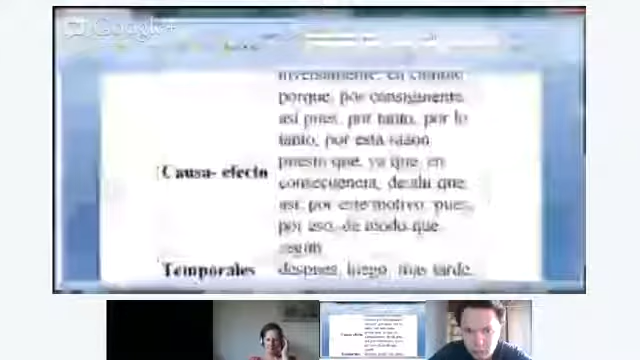 Google+
inversamente, en cambio
porque, por consiguiente,
así pues, por tanto, por lo
tanto, por esta razón
puesto que, ya que, en
Causa- efecto
consecuencia, de ahí que,
así, por este motivo, pues,
por eso, de modo que
según
Temporales
después, luego, más tarde,